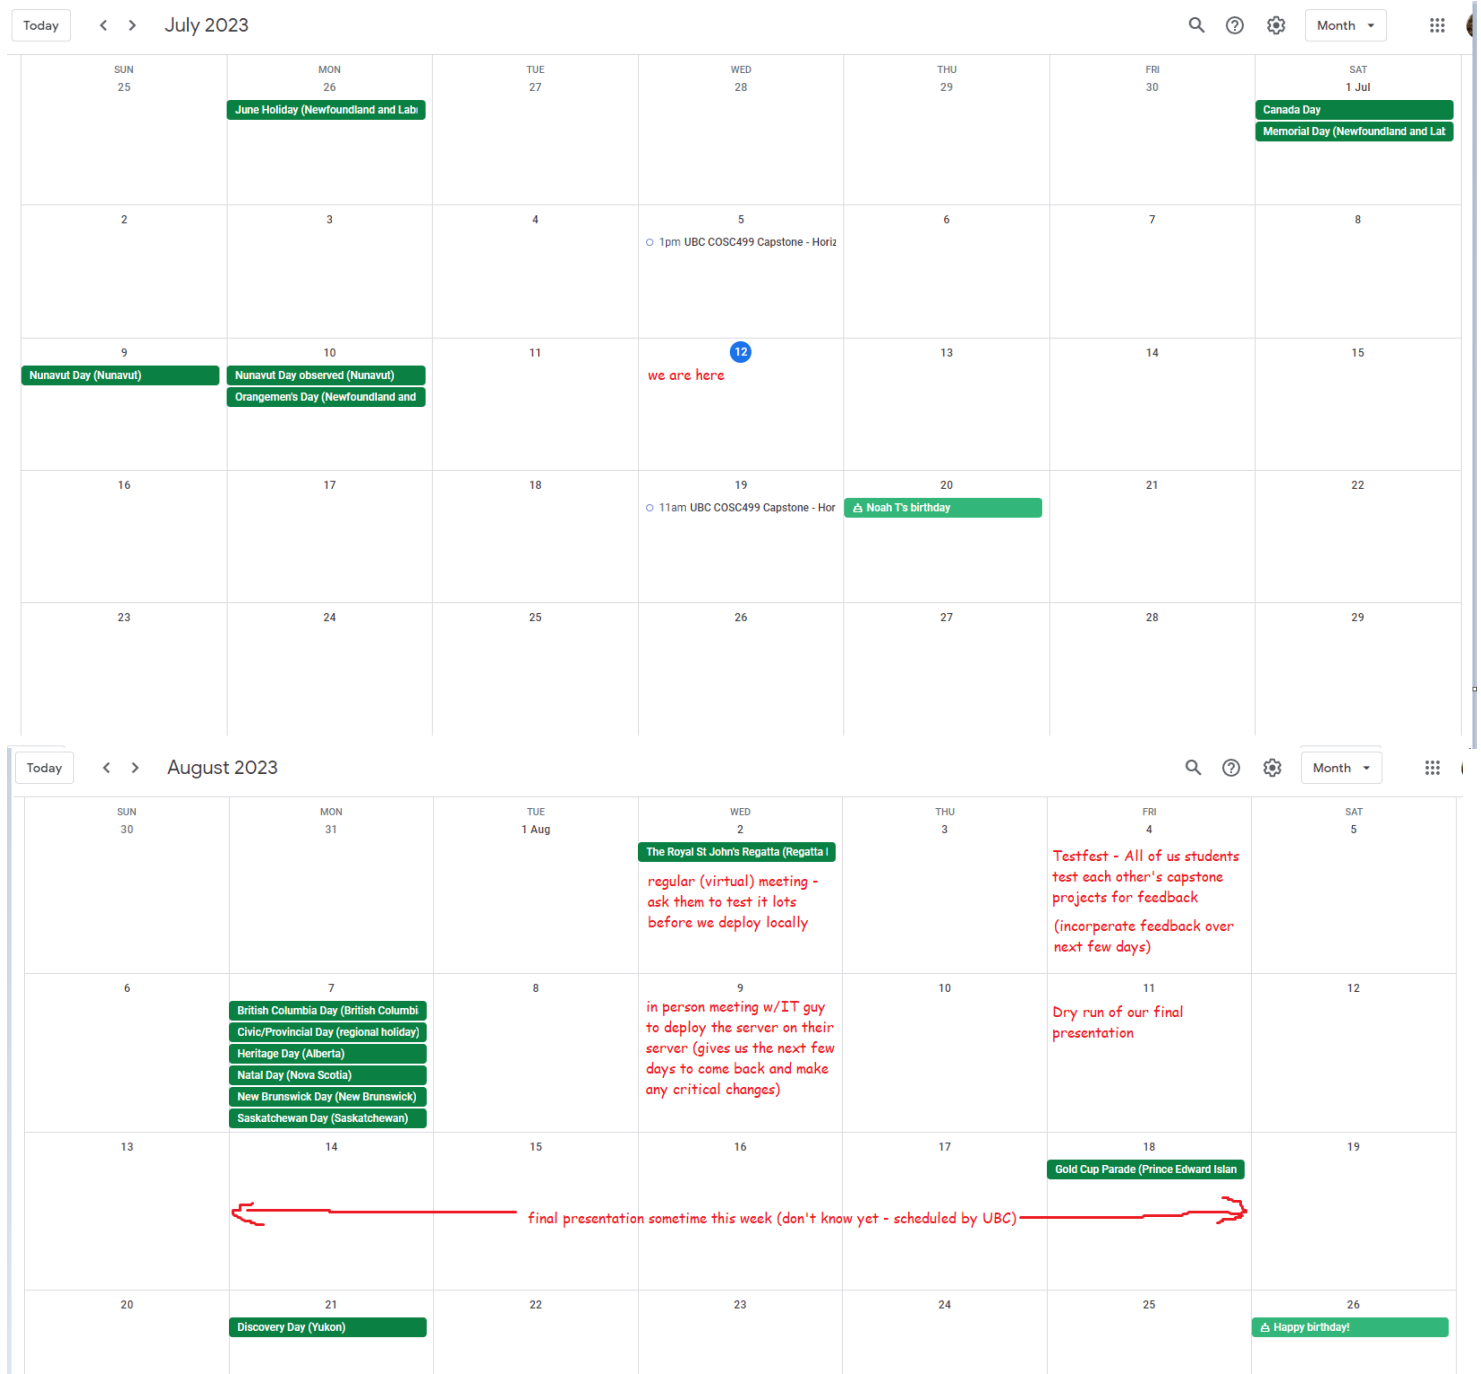 Today July 2023 Month
SUN MON TUE WED THU FRI SAT
25 26 27 28 29 30 1 Jul
June Holiday (Newfoundland and Lab
Canada Day
Memorial Day (Newfoundland and Lat
2 3 4 5 6 7 8
1pm UBC COSC499 Capstone - Horiz
9 10 11 12 13 14 15
Nunavut Day (Nunavut)
Nunavut Day observed (Nunavut)
Orangemen's Day (Newfoundland and
we are here
16 17 18 19 20 21 22
11am UBC COSC499 Capstone - Hor
Noah T's birthday
23 24 25 26 27 28 29
Today August 2023 Month
SUN MON TUE WED THU FRI SAT
30 31 1 Aug 2 3 4 5
The Royal St John's Regatta (Regatta
regular (virtual) meeting -
ask them to test it lots
before we deploy locally
Testfest - All of us students
test each other's capstone
projects for feedback
(incorperate feedback over
next few days)
6 7 8 9 10 11 12
British Columbia Day (British Columbi
Civic/Provincial Day (regional holiday)
Heritage Day (Alberta)
Natal Day (Nova Scotia)
New Brunswick Day (New Brunswick)
Saskatchewan Day (Saskatchewan)
in person meeting w/IT guy
to deploy the server on their
server (gives us the next few
days to come back and make
any critical changes)
Dry run of our final
presentation
13 14 15 16 17 18 19
Gold Cup Parade (Prince Edward Islan
final presentation sometime this week (don't know yet - scheduled by UBC)
20 21 22 23 24 25 26
Discovery Day (Yukon)
Happy birthday!